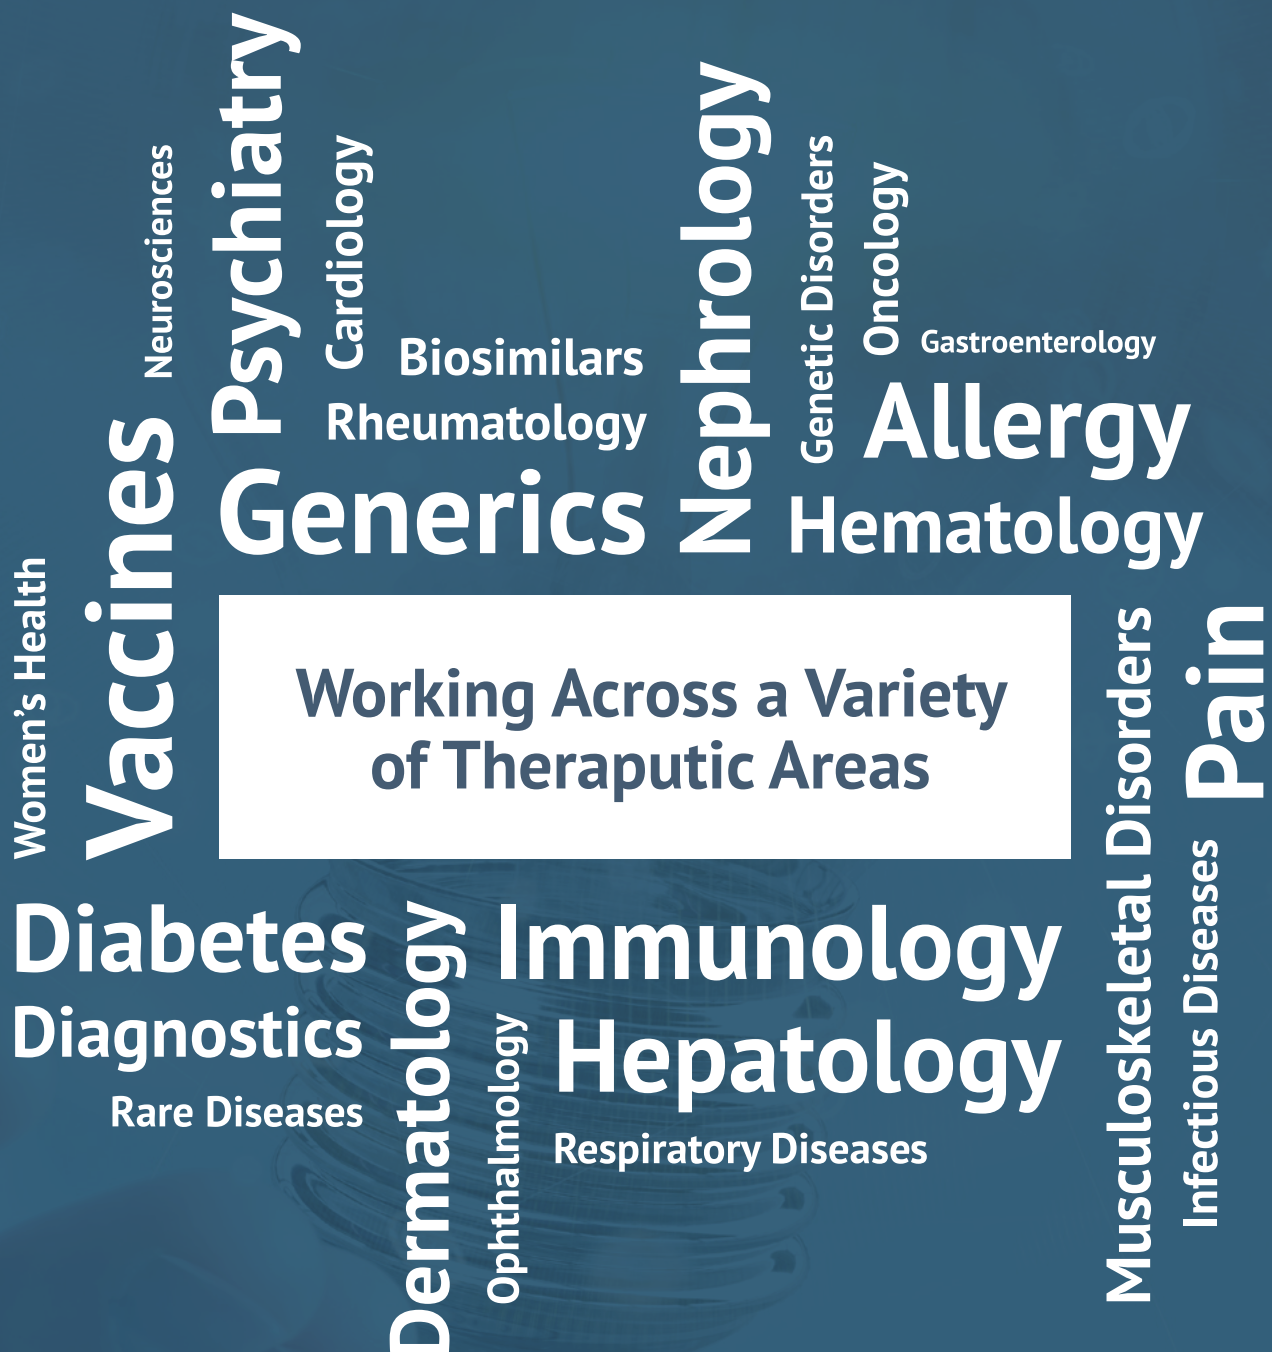 Neurosciences
Psychiatry
Cardiology
Biosimilars
Rheumatology
Generics
Nephrology
Genetic Disorders
Oncology
Gastroenterology
Allergy
Hematology
Women's Health
Vaccines
Working Across a Variety
of Theraputic Areas
Musculoskeletal Disorders
Pain
Infectious Diseases
Diabetes
Diagnostics
Rare Diseases
Dermatology
Ophthalmology
Immunology
Hepatology
Respiratory Diseases